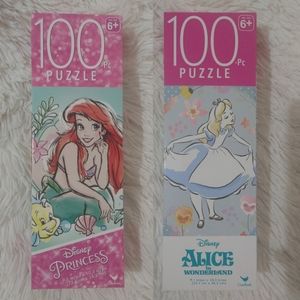 100 Pc
6+
PUZZLE
Disney
PRINCESS
100 Pc
6+
PUZZLE
Disney
ALICE
IN
WONDERLAND